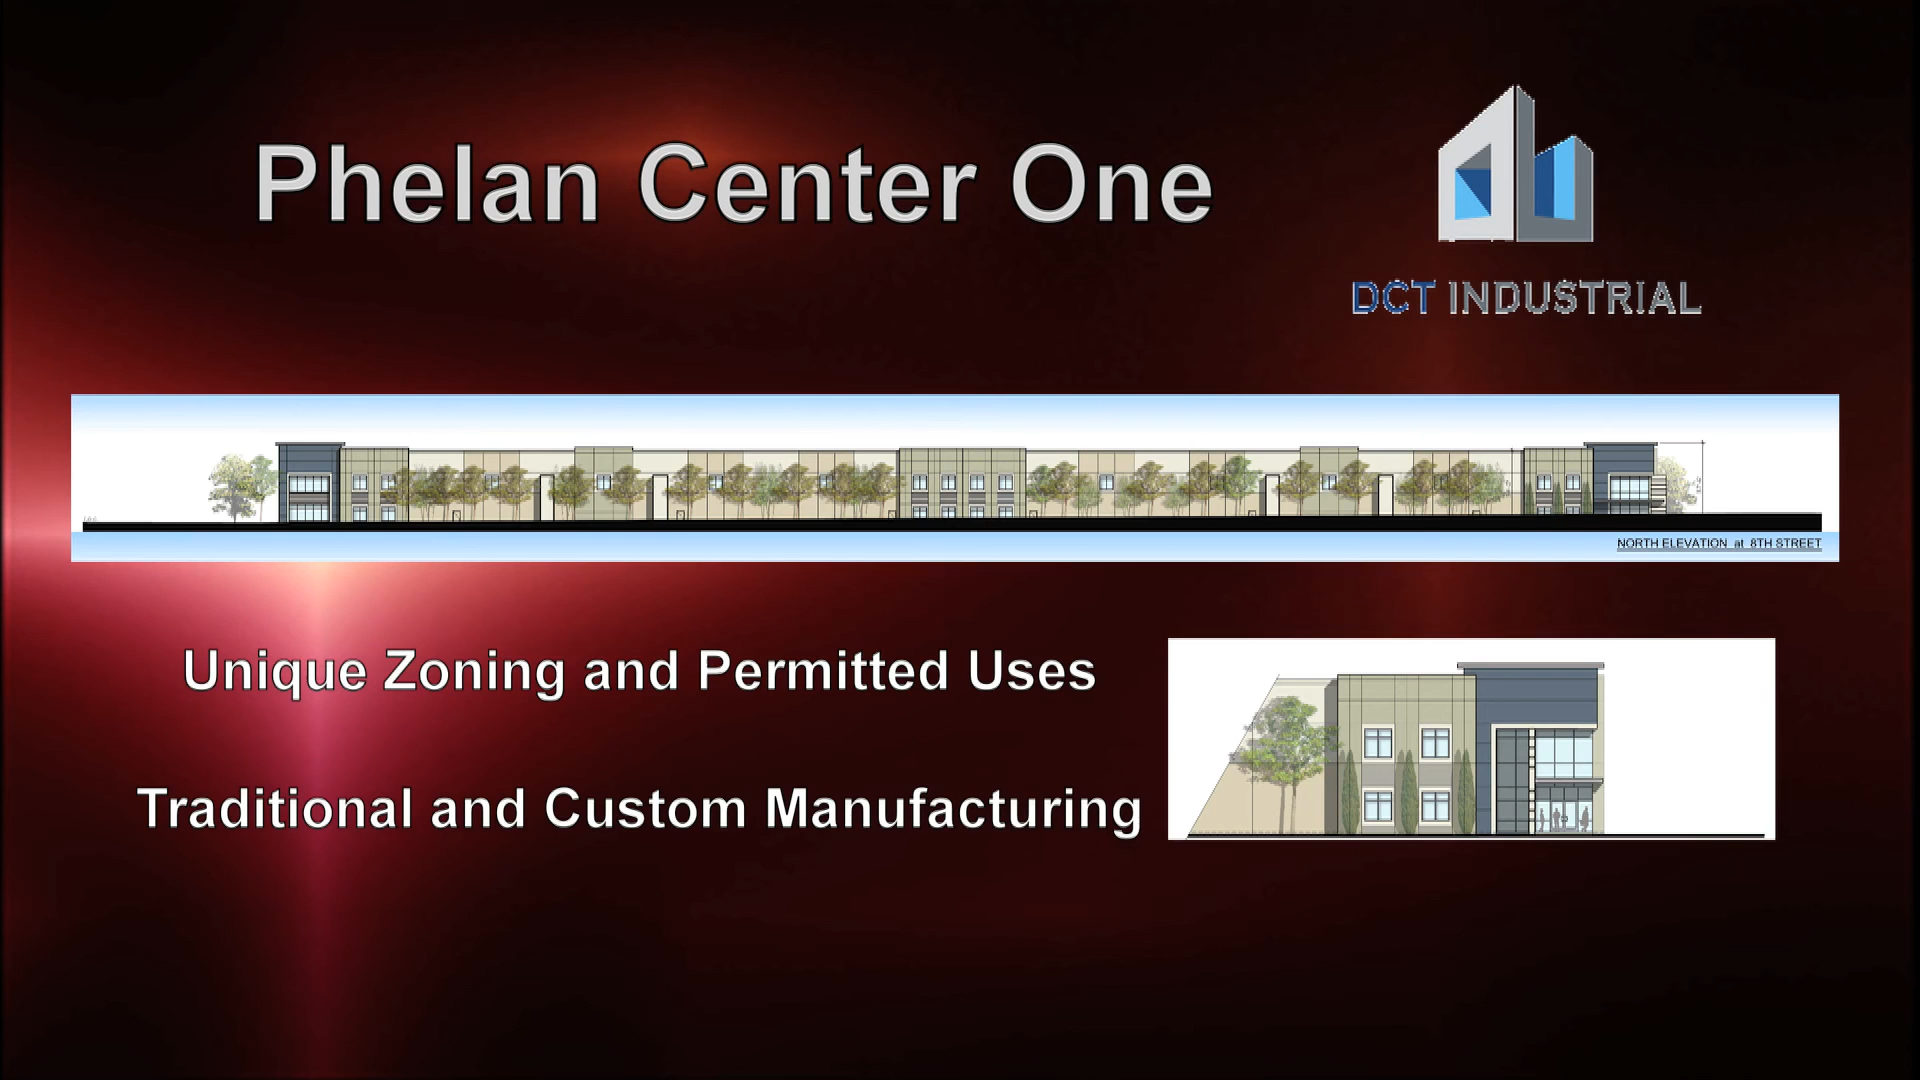 Phelan Center One
DCT INDUSTRIAL
NORTH ELEVATION at 8TH STREET
Unique Zoning and Permitted Uses
Traditional and Custom Manufacturing